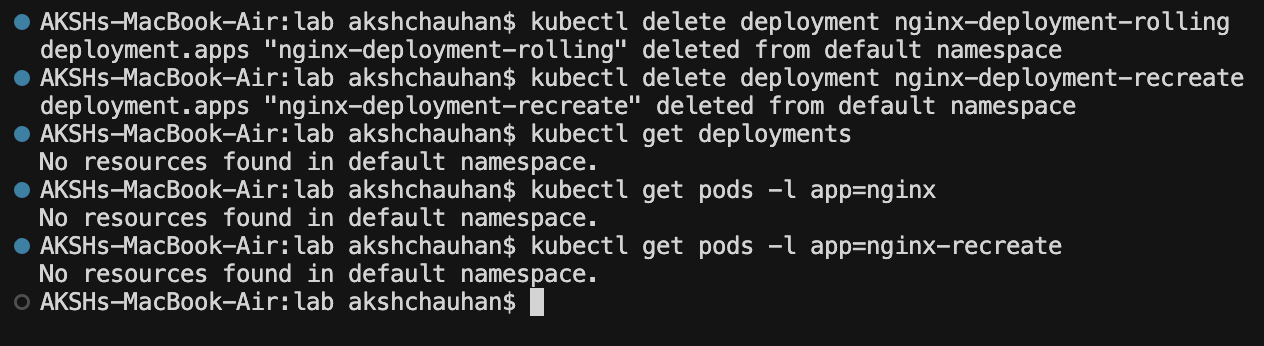 AKSHs-MacBook-Air:lab akshchauhan$ kubectl delete deployment nginx-deployment-rolling
deployment.apps "nginx-deployment-rolling" deleted from default namespace
AKSHs-MacBook-Air:lab akshchauhan$ kubectl delete deployment nginx-deployment-recreate
deployment.apps "nginx-deployment-recreate" deleted from default namespace
AKSHs-MacBook-Air:lab akshchauhan$ kubectl get deployments
No resources found in default namespace.
AKSHs-MacBook-Air:lab akshchauhan$ kubectl get pods -l app=nginx
No resources found in default namespace.
AKSHs-MacBook-Air:lab akshchauhan$ kubectl get pods -l app=nginx-recreate
No resources found in default namespace.
AKSHs-MacBook-Air:lab akshchauhan$